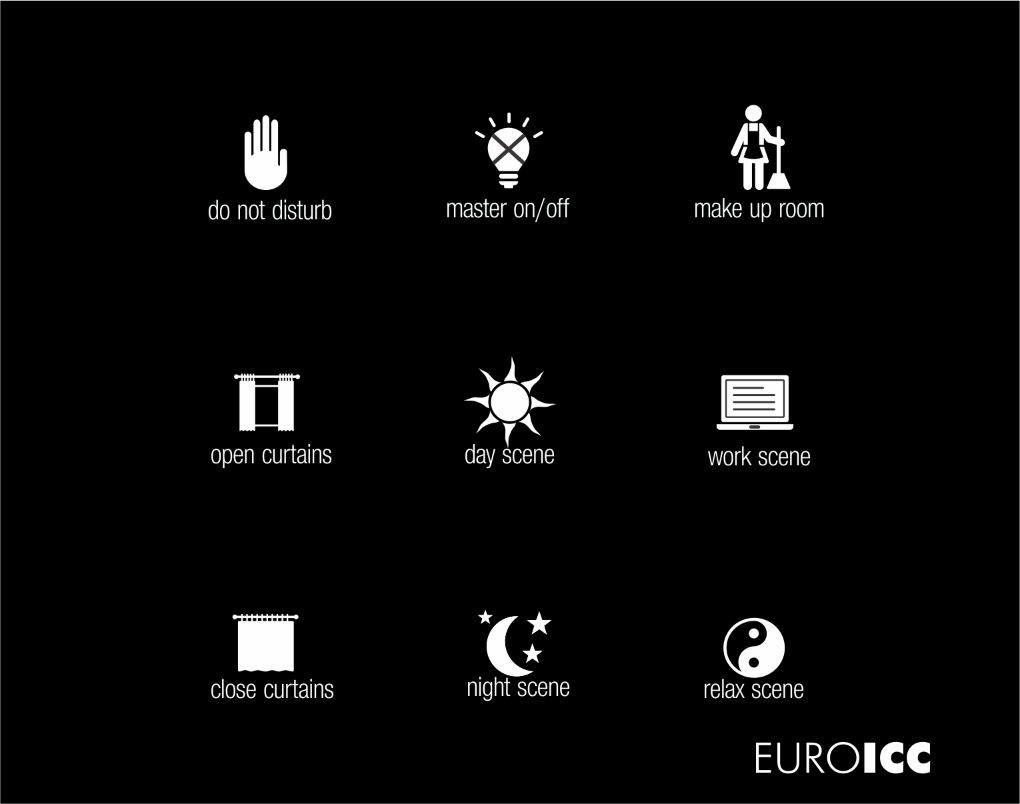 do not disturb
master on/off
make up room
open curtains
day scene
work scene
close curtains
night scene
relax scene
EUROICC